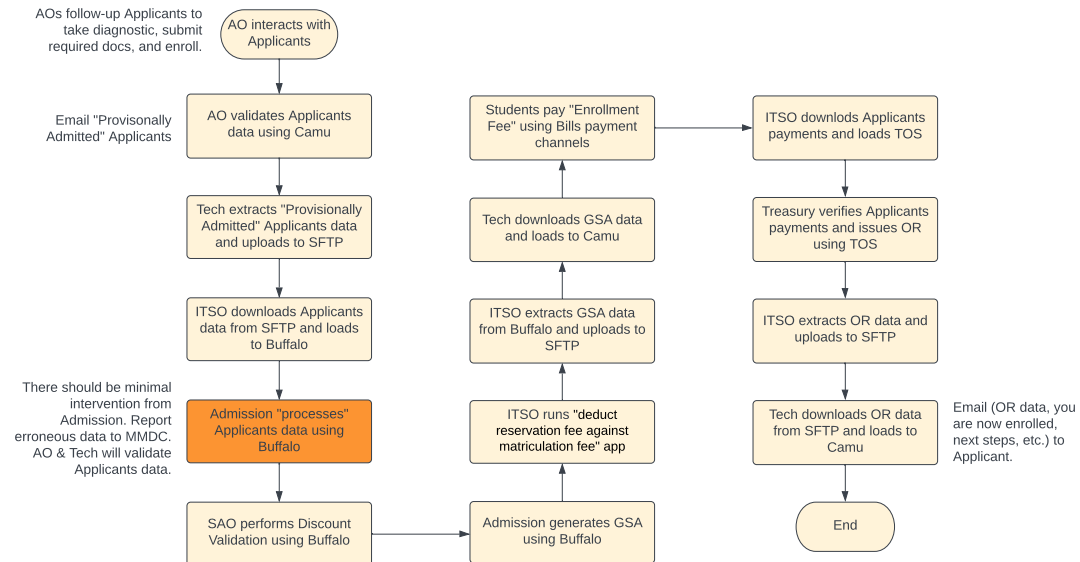 AOs follow-up Applicants to
take diagnostic, submit
required docs, and enroll.
AO interacts with
Applicants
Email "Provisonally
Admitted" Applicants
AO validates Applicants
data using Camu
Tech extracts "Provisionally
Admitted" Applicants data
and uploads to SFTP
ITSO downloads Applicants
data from SFTP and loads
to Buffalo
There should be minimal
intervention from
Admission. Report
erroneous data to MMDC.
AO & Tech will validate
Applicants data.
Admission "processes"
Applicants data using
Buffalo
SAO performs Discount
Validation using Buffalo
Admission generates GSA
using Buffalo
ITSO runs "deduct
reservation fee against
matriculation fee" app
ITSO extracts GSA data
from Buffalo and uploads to
SFTP
Tech downloads GSA data
and loads to Camu
Students pay "Enrollment
Fee" using Bills payment
channels
ITSO downlods Applicants
payments and loads TOS
Treasury verifies Applicants
payments and issues OR
using TOS
ITSO extracts OR data and
uploads to SFTP
Tech downloads OR data
from SFTP and loads to
Camu
Email (OR data, you
are now enrolled,
next steps, etc.) to
Applicant.
End